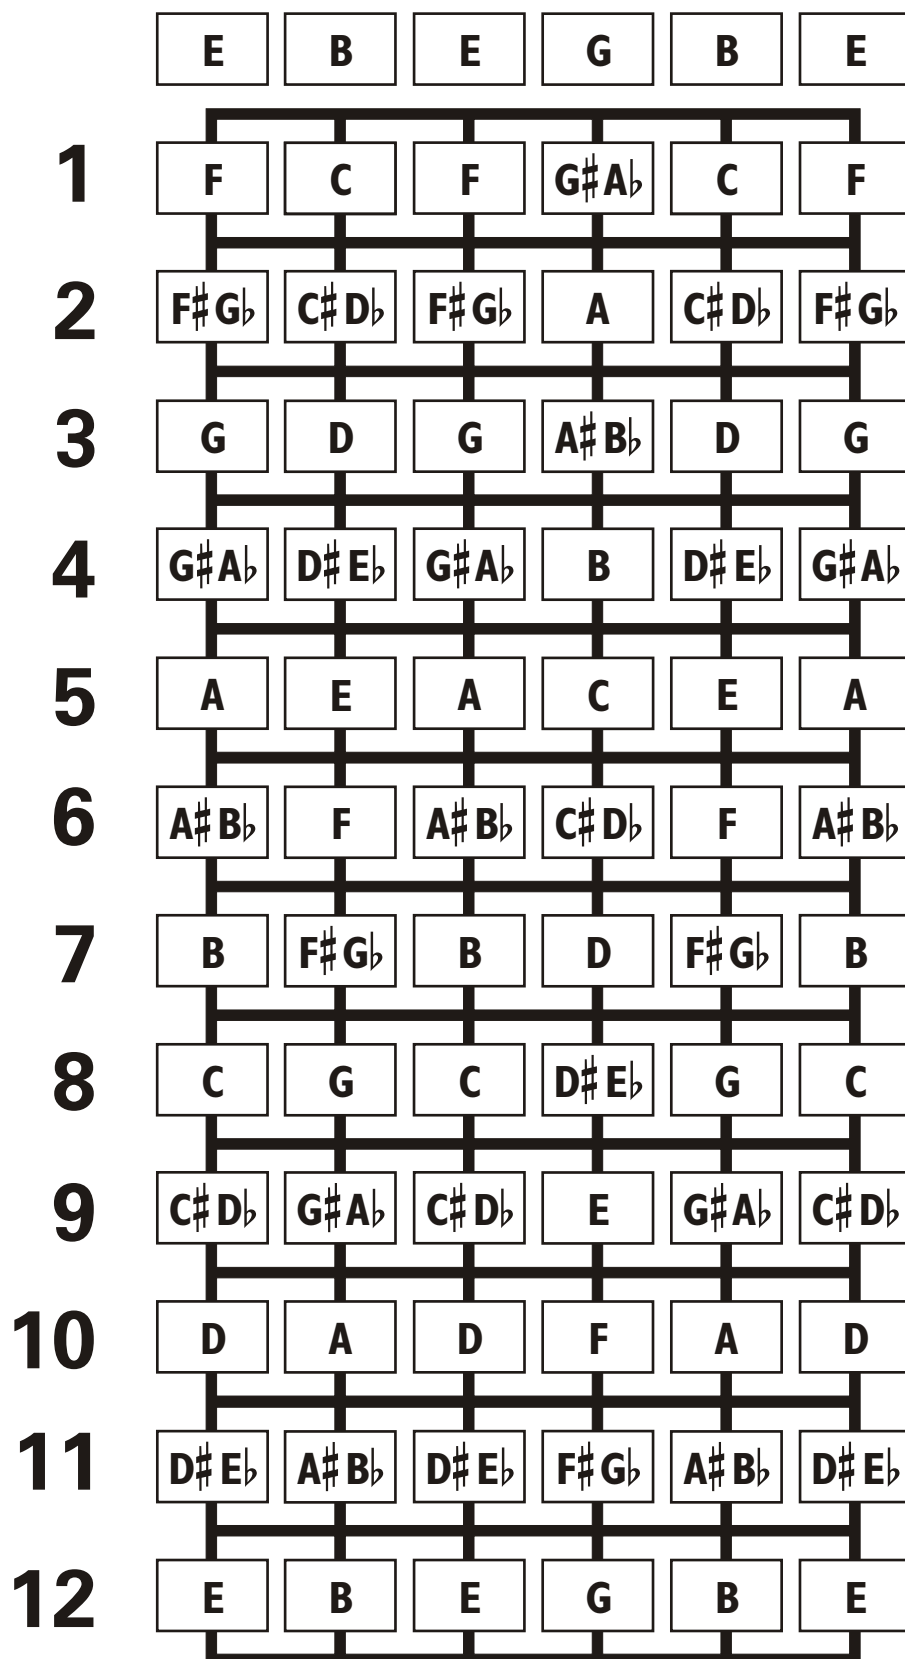 E B E G B E
1 F C F G♯A♭ C F
2 F♯G♭ C♯D♭ F♯G♭ A C♯D♭ F♯G♭
3 G D G A♯B♭ D G
4 G♯A♭ D♯E♭ G♯A♭ B D♯E♭ G♯A♭
5 A E A C E A
6 A♯B♭ F A♯B♭ C♯D♭ F A♯B♭
7 B F♯G♭ B D F♯G♭ B
8 C G C D♯E♭ G C
9 C♯D♭ G♯A♭ C♯D♭ E G♯A♭ C♯D♭
10 D A D F A D
11 D♯E♭ A♯B♭ D♯E♭ F♯G♭ A♯B♭ D♯E♭
12 E B E G B E